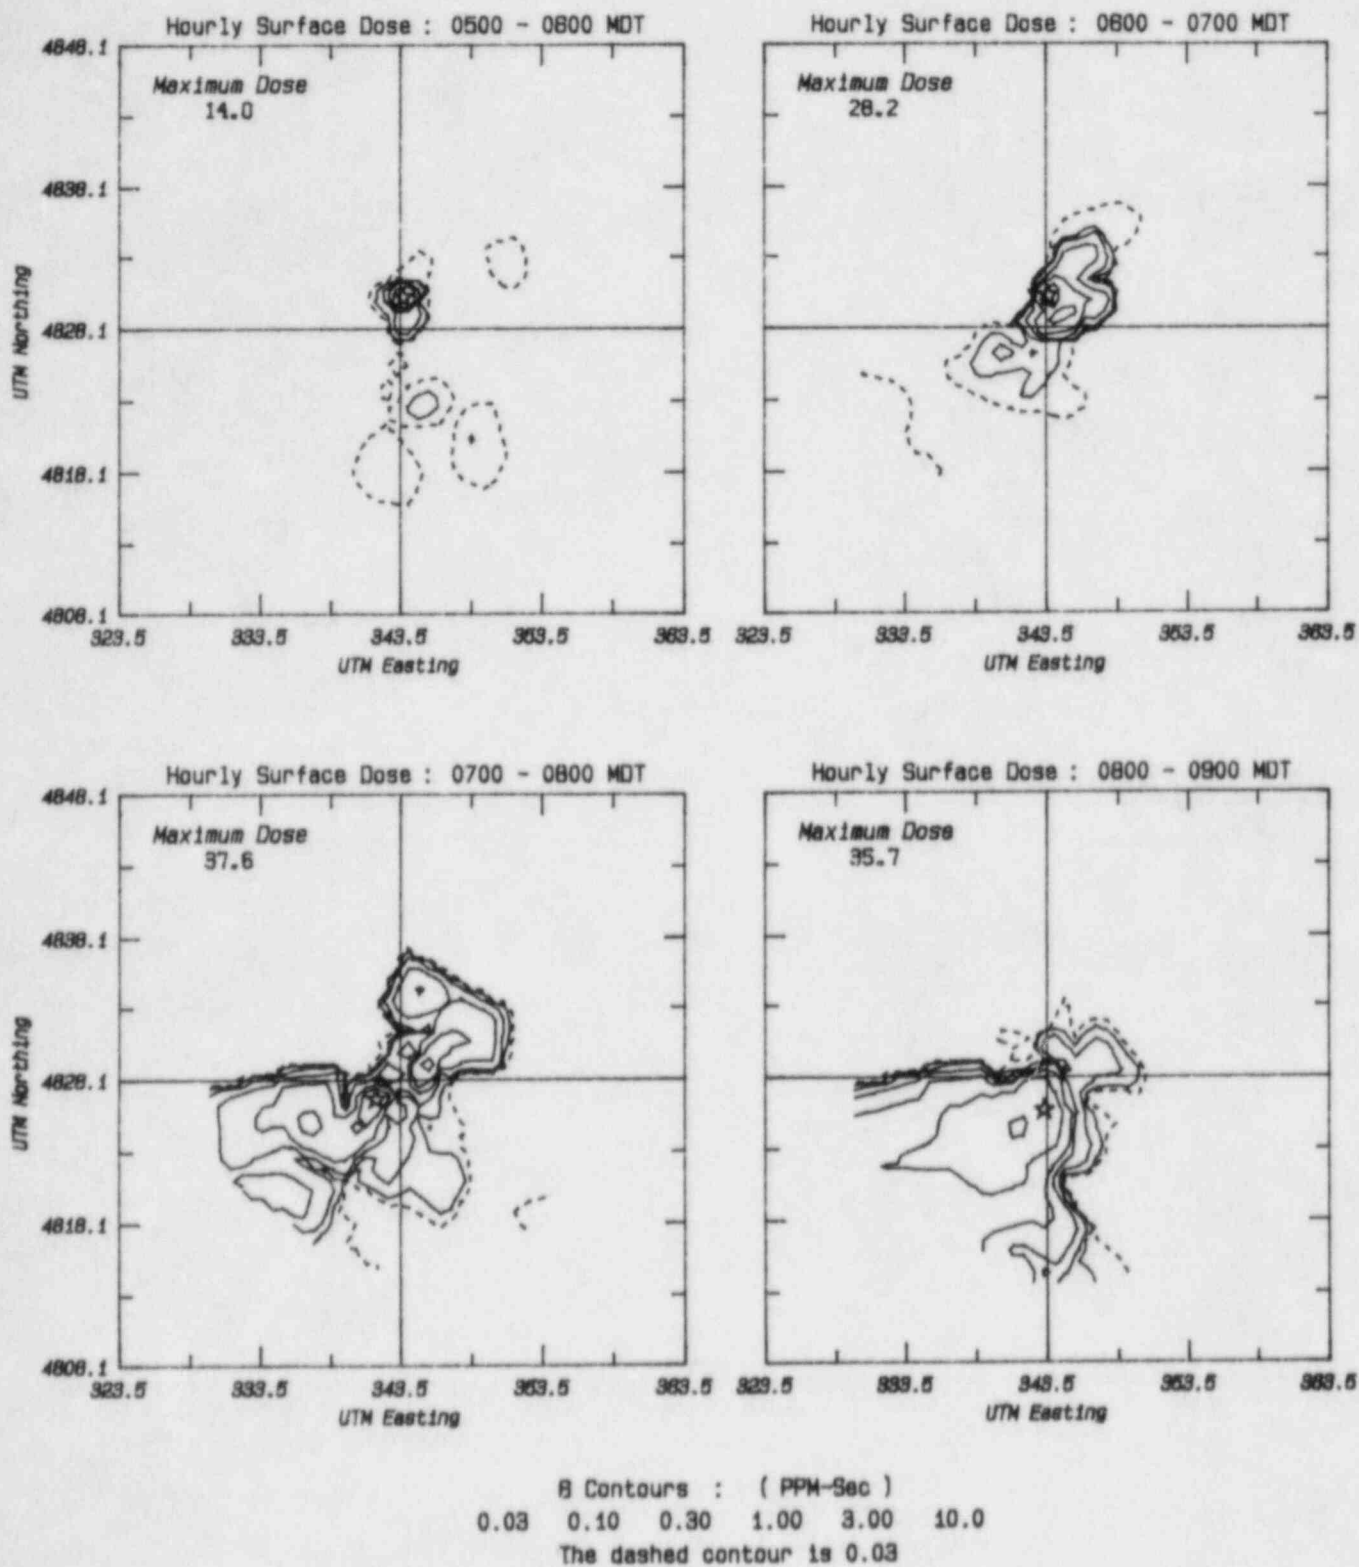 Hourly Surface Dose : 0500 - 0600 MDT
Maximum Dose
14.0
4848.1
4838.1
4828.1
4818.1
4808.1
UTM Northing
323.5 333.5 343.5 353.5 363.5
UTM Easting
Hourly Surface Dose : 0600 - 0700 MDT
Maximum Dose
28.2
323.5 333.5 343.5 353.5 363.5
UTM Easting
Hourly Surface Dose : 0700 - 0800 MDT
Maximum Dose
37.6
4848.1
4838.1
4828.1
4818.1
4808.1
UTM Northing
323.5 333.5 343.5 353.5 363.5
UTM Easting
Hourly Surface Dose : 0800 - 0900 MDT
Maximum Dose
35.7
323.5 333.5 343.5 353.5 363.5
UTM Easting
6 Contours : ( PPM-Sec )
0.03 0.10 0.30 1.00 3.00 10.0
The dashed contour is 0.03